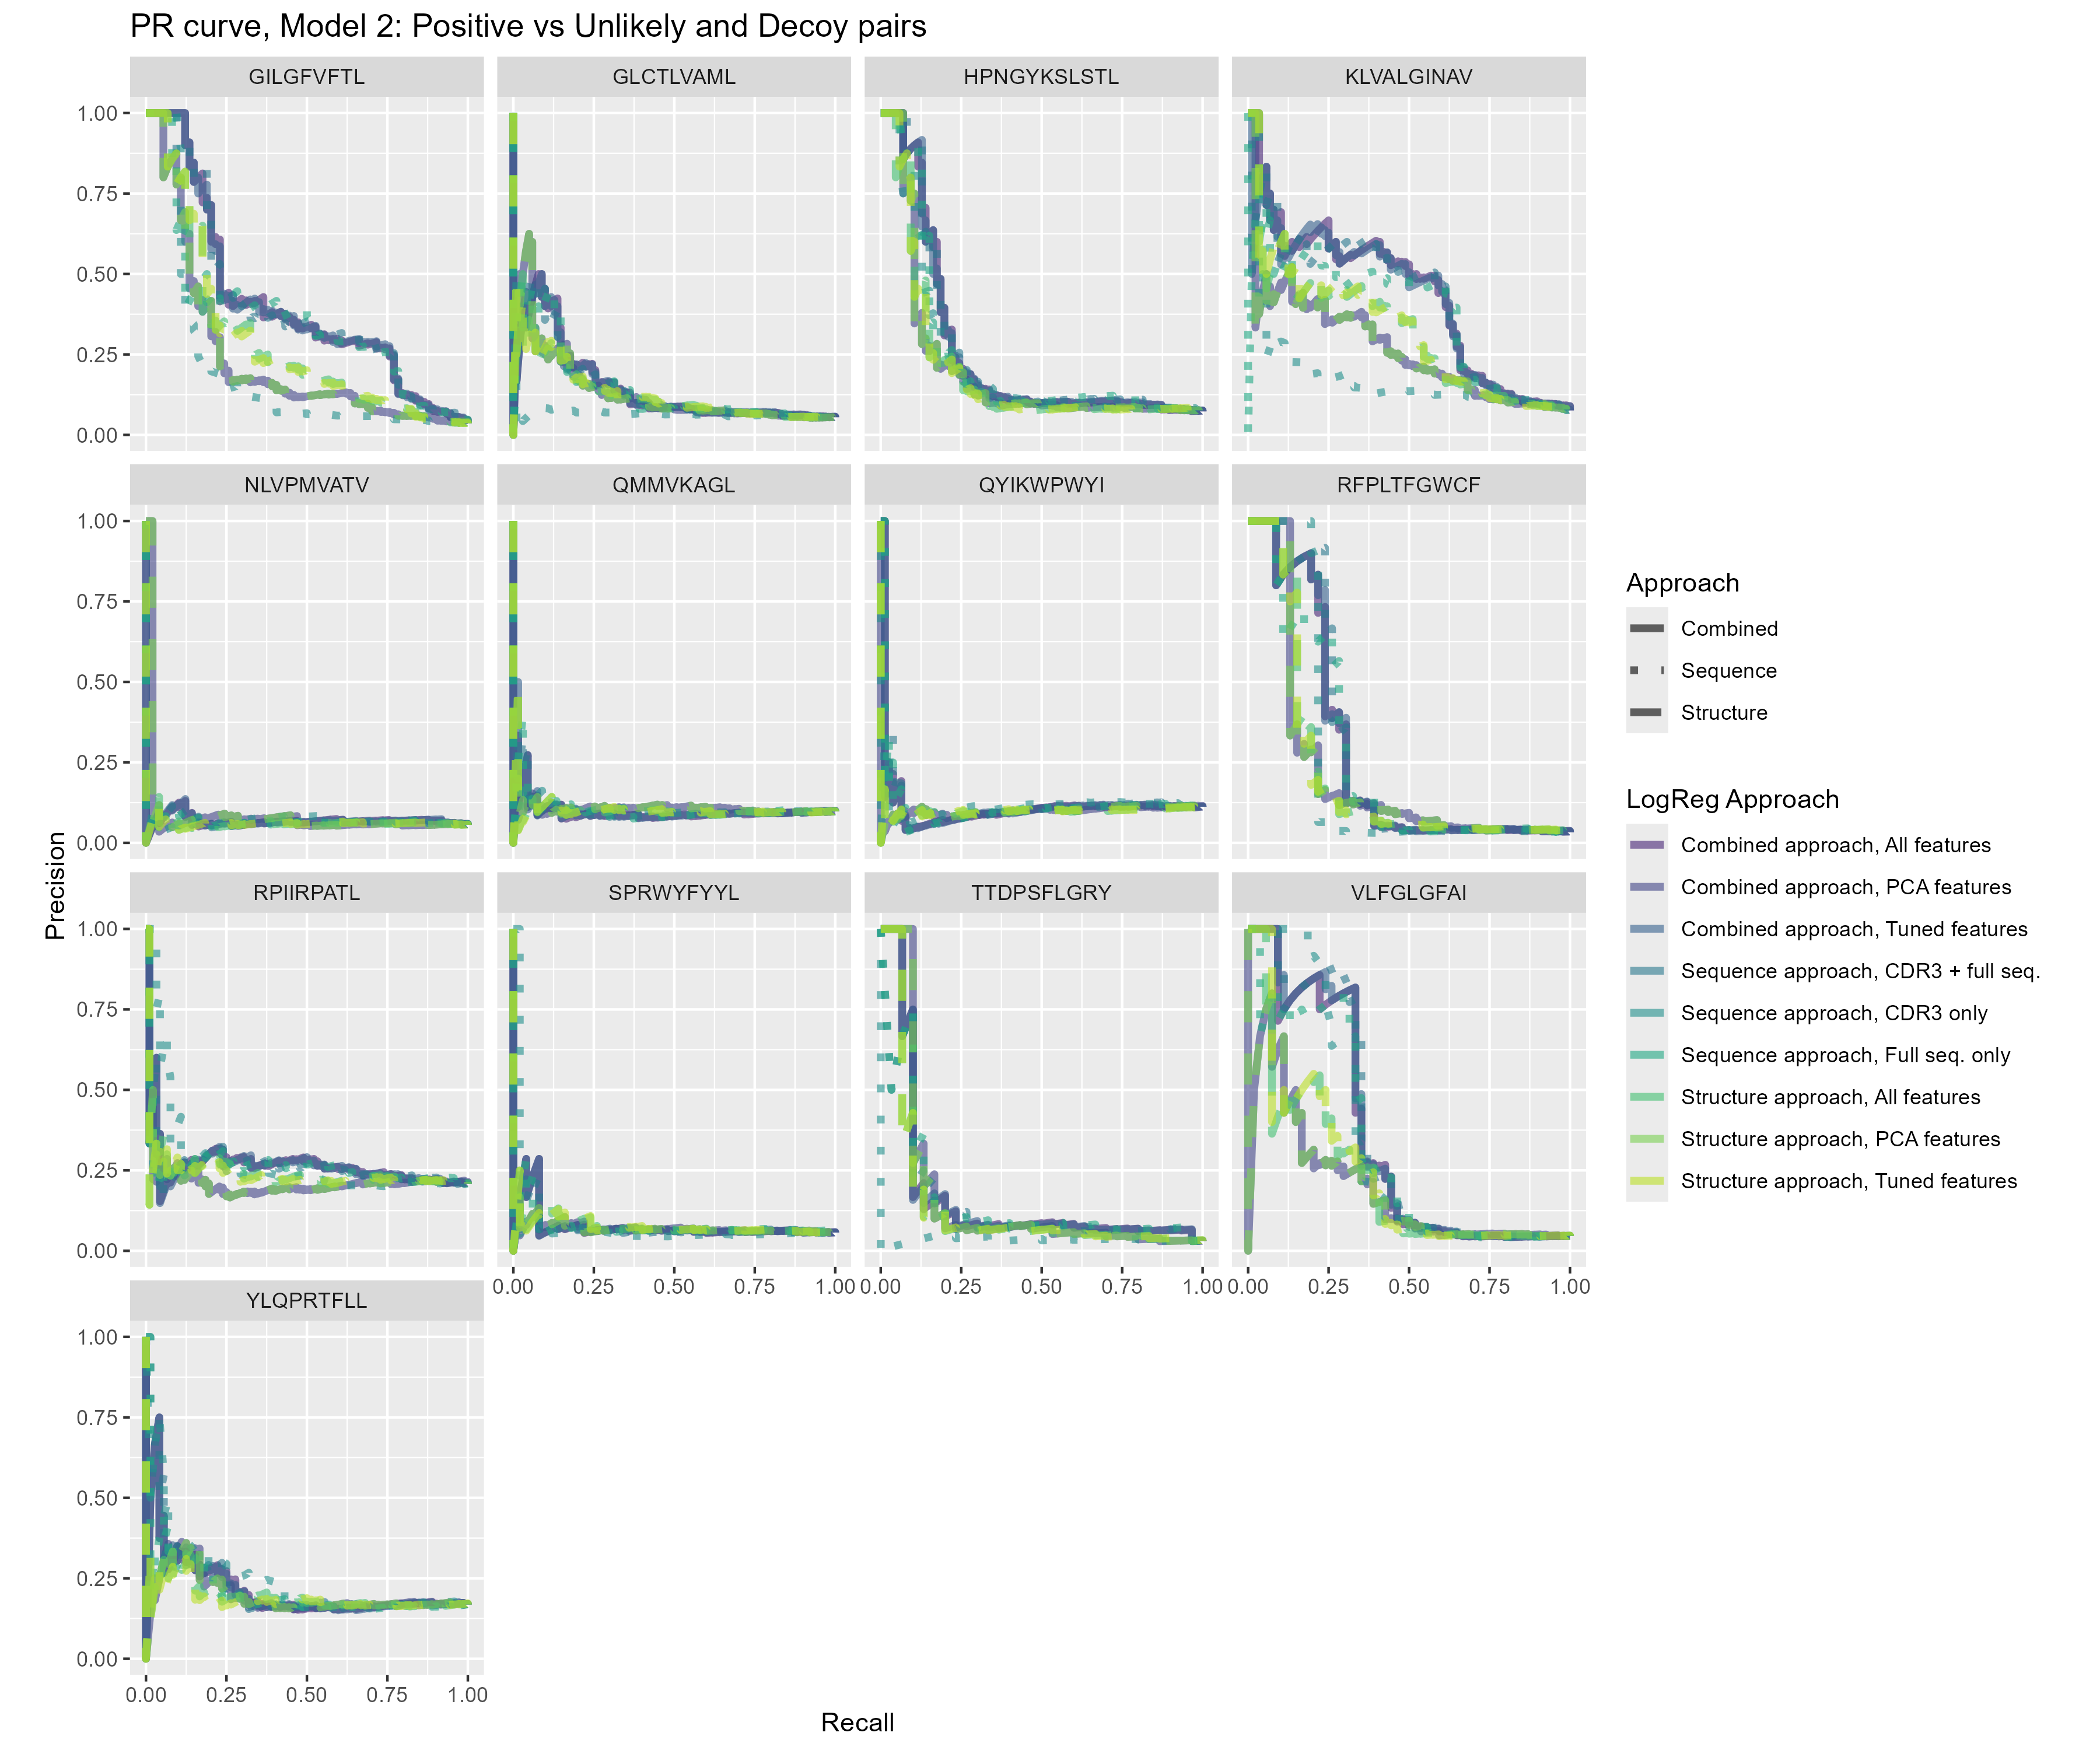 PR curve, Model 2: Positive vs Unlikely and Decoy pairs
GILGFVFTL GLCTLVAML HPNGYKSLSTL KLVALGINAV
1.00
0.75
0.50
0.25
0.00
NLVPMVATV QMMVKAGL QYIKWPWYI RFPLTFGWCF
1.00
0.75
0.50
0.25
0.00
RPIIRPATL SPRWYFYYL TTDPSFLGRY VLFGLGFAI
1.00
0.75
0.50
0.25
0.00
0.00 0.25 0.50 0.75 1.00 0.00 0.25 0.50 0.75 1.00 0.00 0.25 0.50 0.75 1.00
YLQPRTFLL
1.00
0.75
0.50
0.25
0.00
0.00 0.25 0.50 0.75 1.00
Precision
Recall
Approach
Combined
Sequence
Structure
LogReg Approach
Combined approach, All features
Combined approach, PCA features
Combined approach, Tuned features
Sequence approach, CDR3 + full seq.
Sequence approach, CDR3 only
Sequence approach, Full seq. only
Structure approach, All features
Structure approach, PCA features
Structure approach, Tuned features